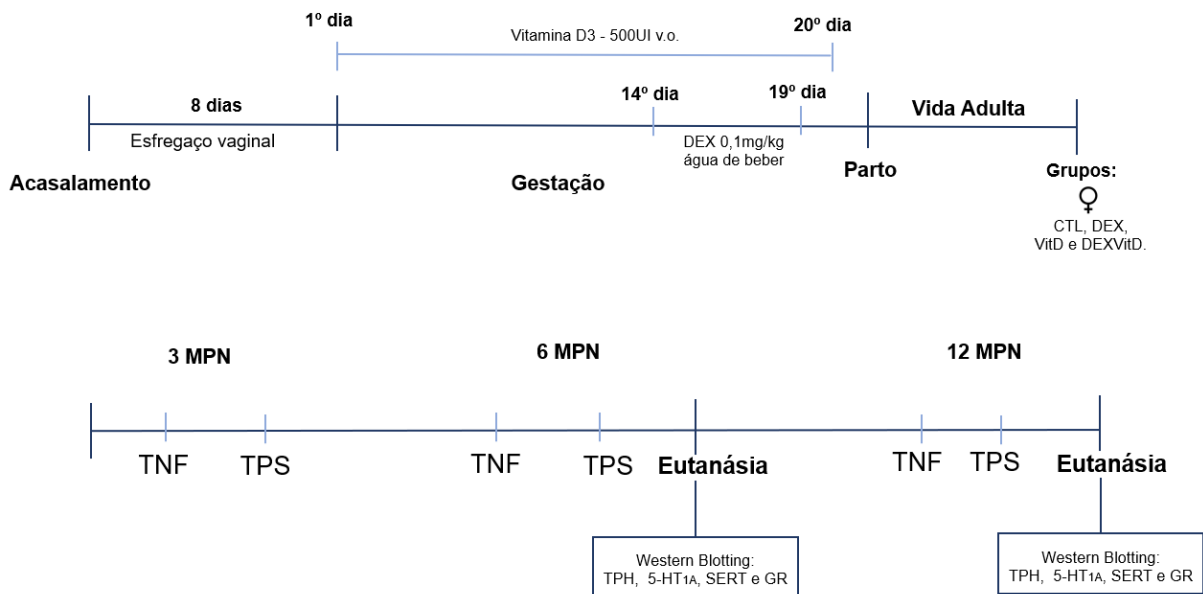 1º dia
Vitamina D3 - 500UI v.o.
20º dia
8 dias
Esfregaço vaginal
14º dia
19º dia
DEX 0,1mg/kg
água de beber
Vida Adulta
Acasalamento
Gestação
Parto
Grupos:
CTL, DEX,
VitD e DEXVitD.
3 MPN
6 MPN
12 MPN
TNF
TPS
TNF
TPS
Eutanásia
TNF
TPS
Eutanásia
Western Blotting:
TPH, 5-HT1A, SERT e GR
Western Blotting:
TPH, 5-HT1A, SERT e GR